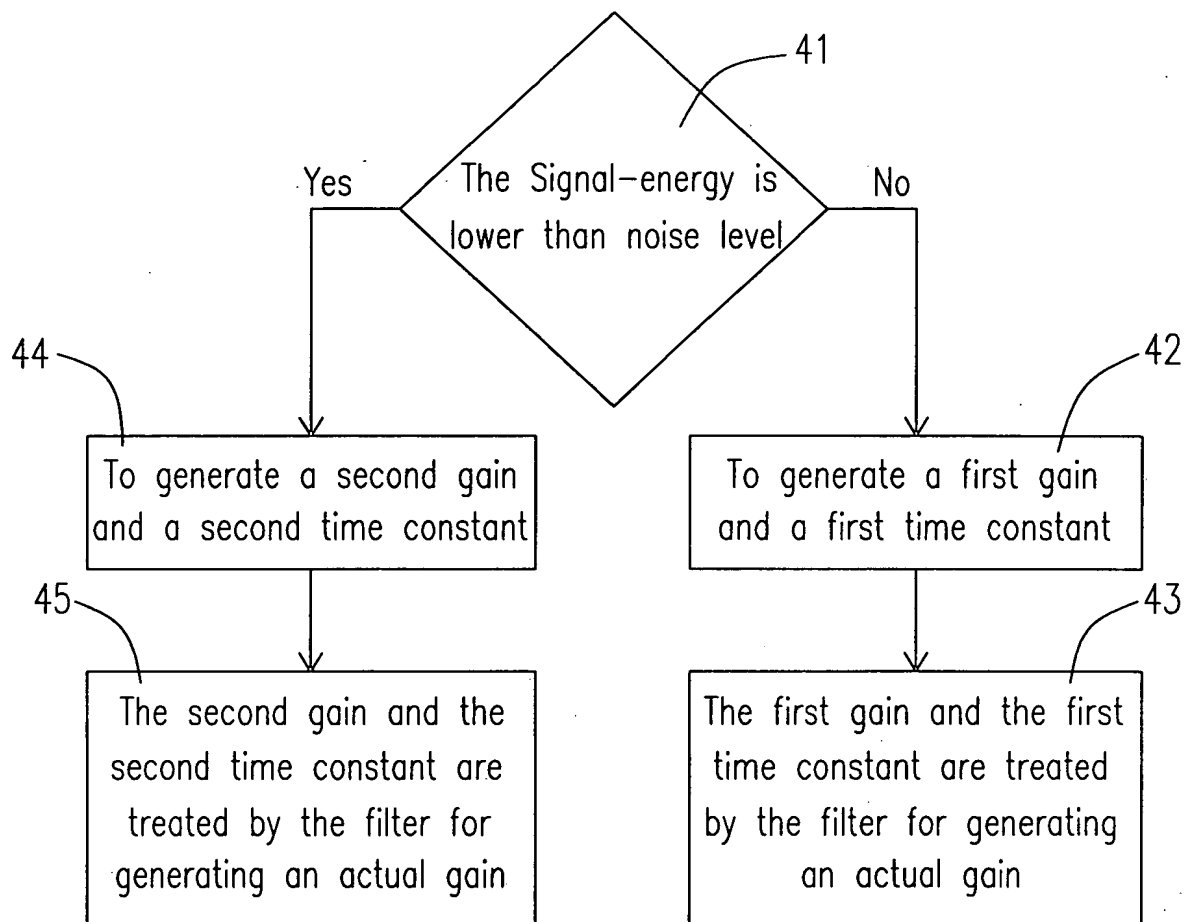 41
Yes
The Signal-energy is
lower than noise level
No
44
42
To generate a second gain
and a second time constant
To generate a first gain
and a first time constant
45
43
The second gain and the
second time constant are
treated by the filter for
generating an actual gain
The first gain and the first
time constant are treated
by the filter for generating
an actual gain